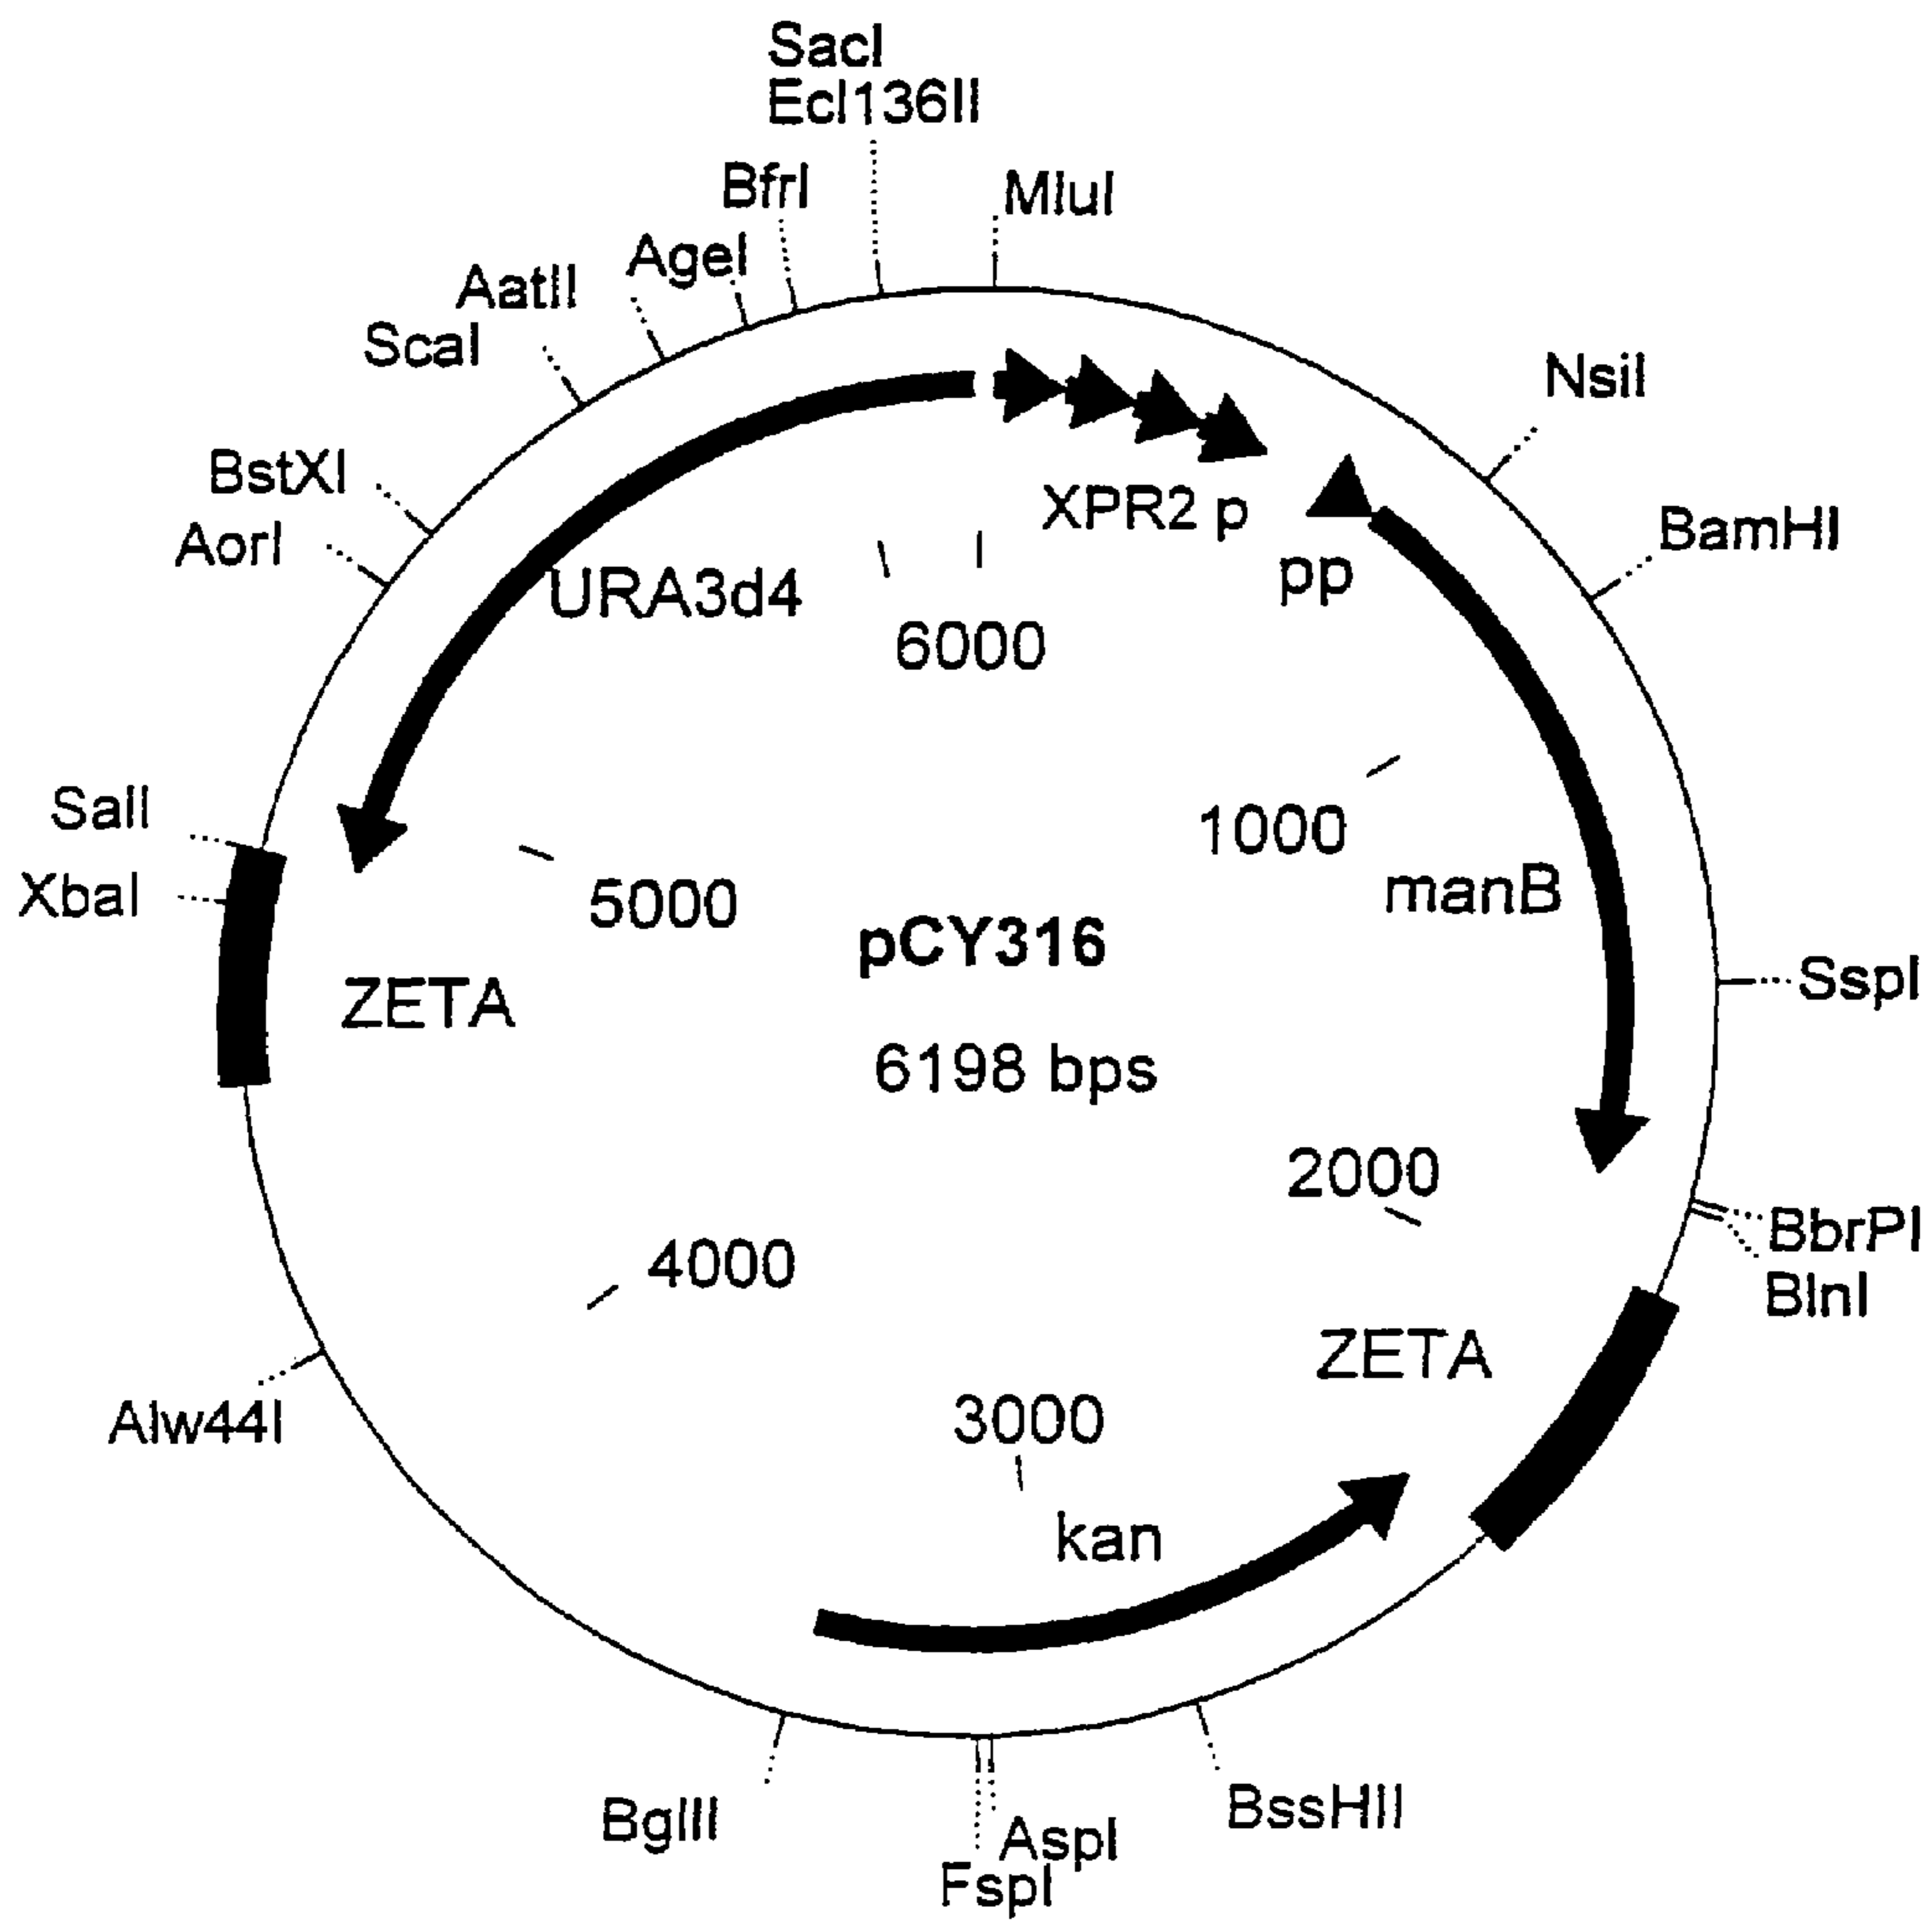 SacI
Ecl136II
BfrI
MluI
AgeI
AatII
ScaI
NsiI
BstXI
AorI
XPR2 p
BamHI
pp
URA3d4
6000
SalI
1000
XbaI
5000
manB
pCY316
ZETA
SspI
6198 bps
2000
BbrPI
4000
BlnI
ZETA
3000
Alw44I
kan
BssHII
BglII
AspI
FspI